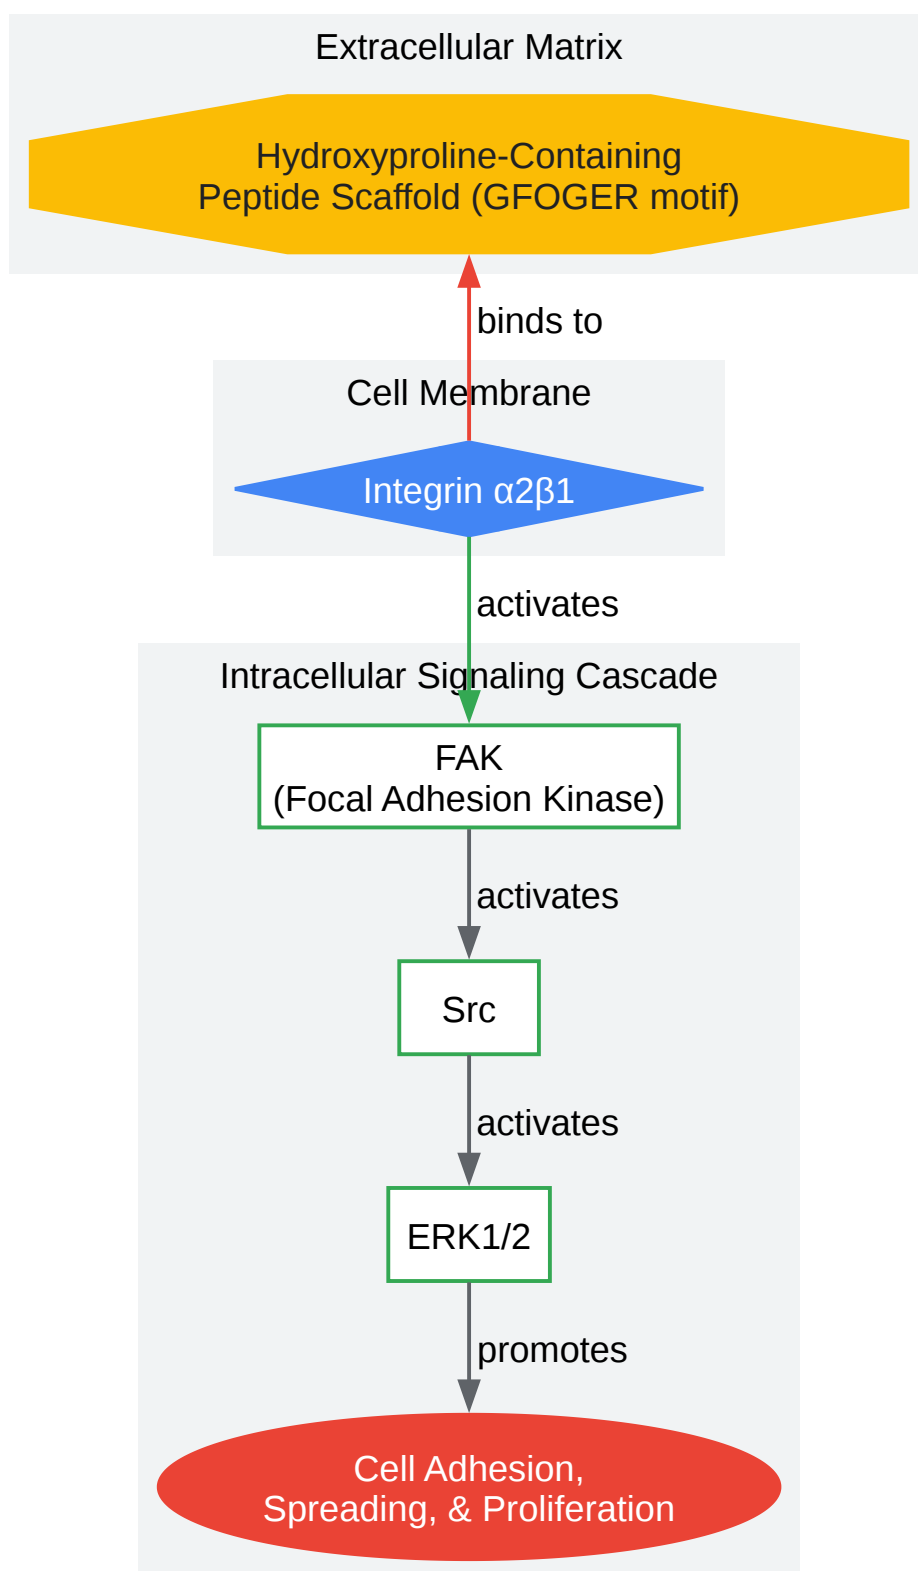 Extracellular Matrix
Hydroxyproline-Containing
Peptide Scaffold (GFOGER motif)
binds to
Cell Membrane
Integrin α2β1
activates
Intracellular Signaling Cascade
FAK
(Focal Adhesion Kinase)
activates
Src
activates
ERK1/2
promotes
Cell Adhesion,
Spreading, & Proliferation